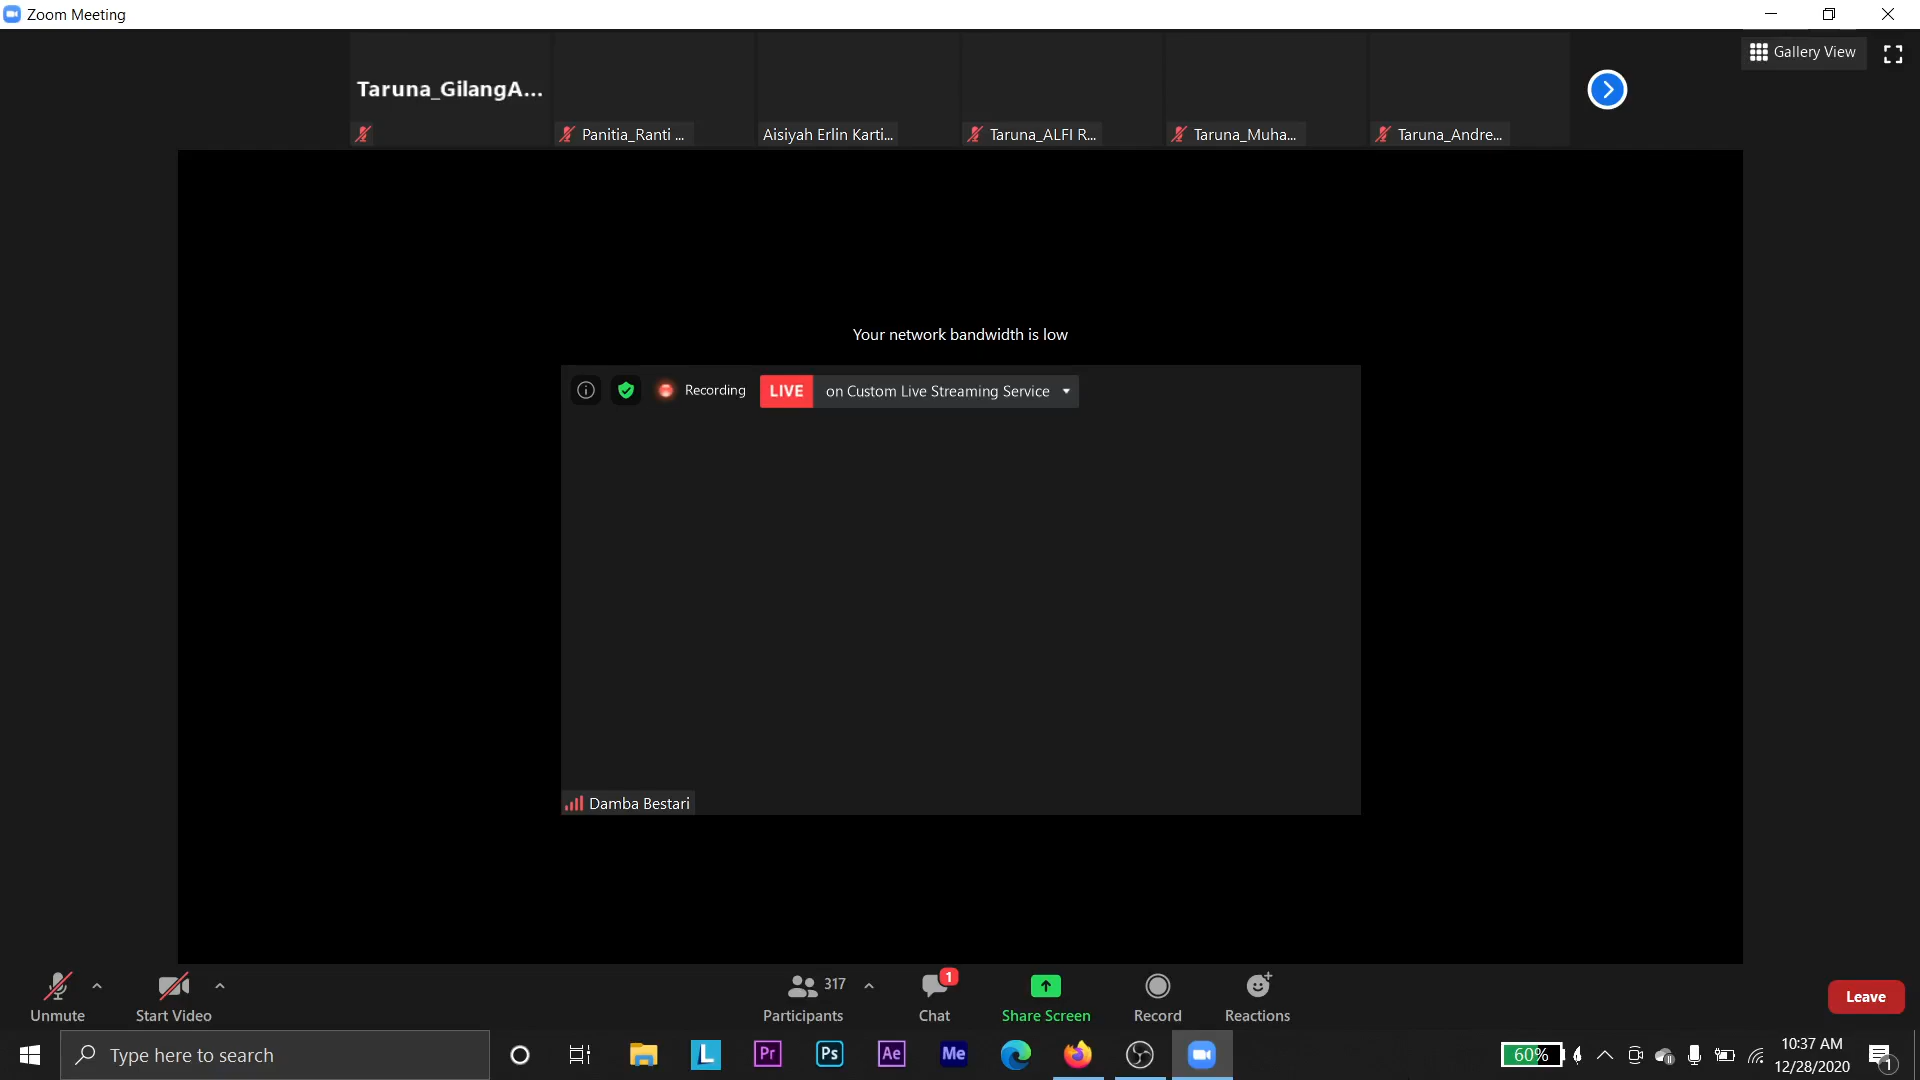 Zoom Meeting
Gallery View
Taruna_GilangA...
Panitia_Ranti ...
Aisiyah Erlin Karti...
Taruna_ALFI R...
Taruna_Muha...
Taruna_Andre...
Your network bandwidth is low
Recording
LIVE
on Custom Live Streaming Service
Damba Bestari
Unmute
Start Video
317
Participants
1
Chat
Share Screen
Record
Reactions
Leave
Type here to search
L
Pr
Ps
Ae
Me
60%
10:37 AM
12/28/2020
1